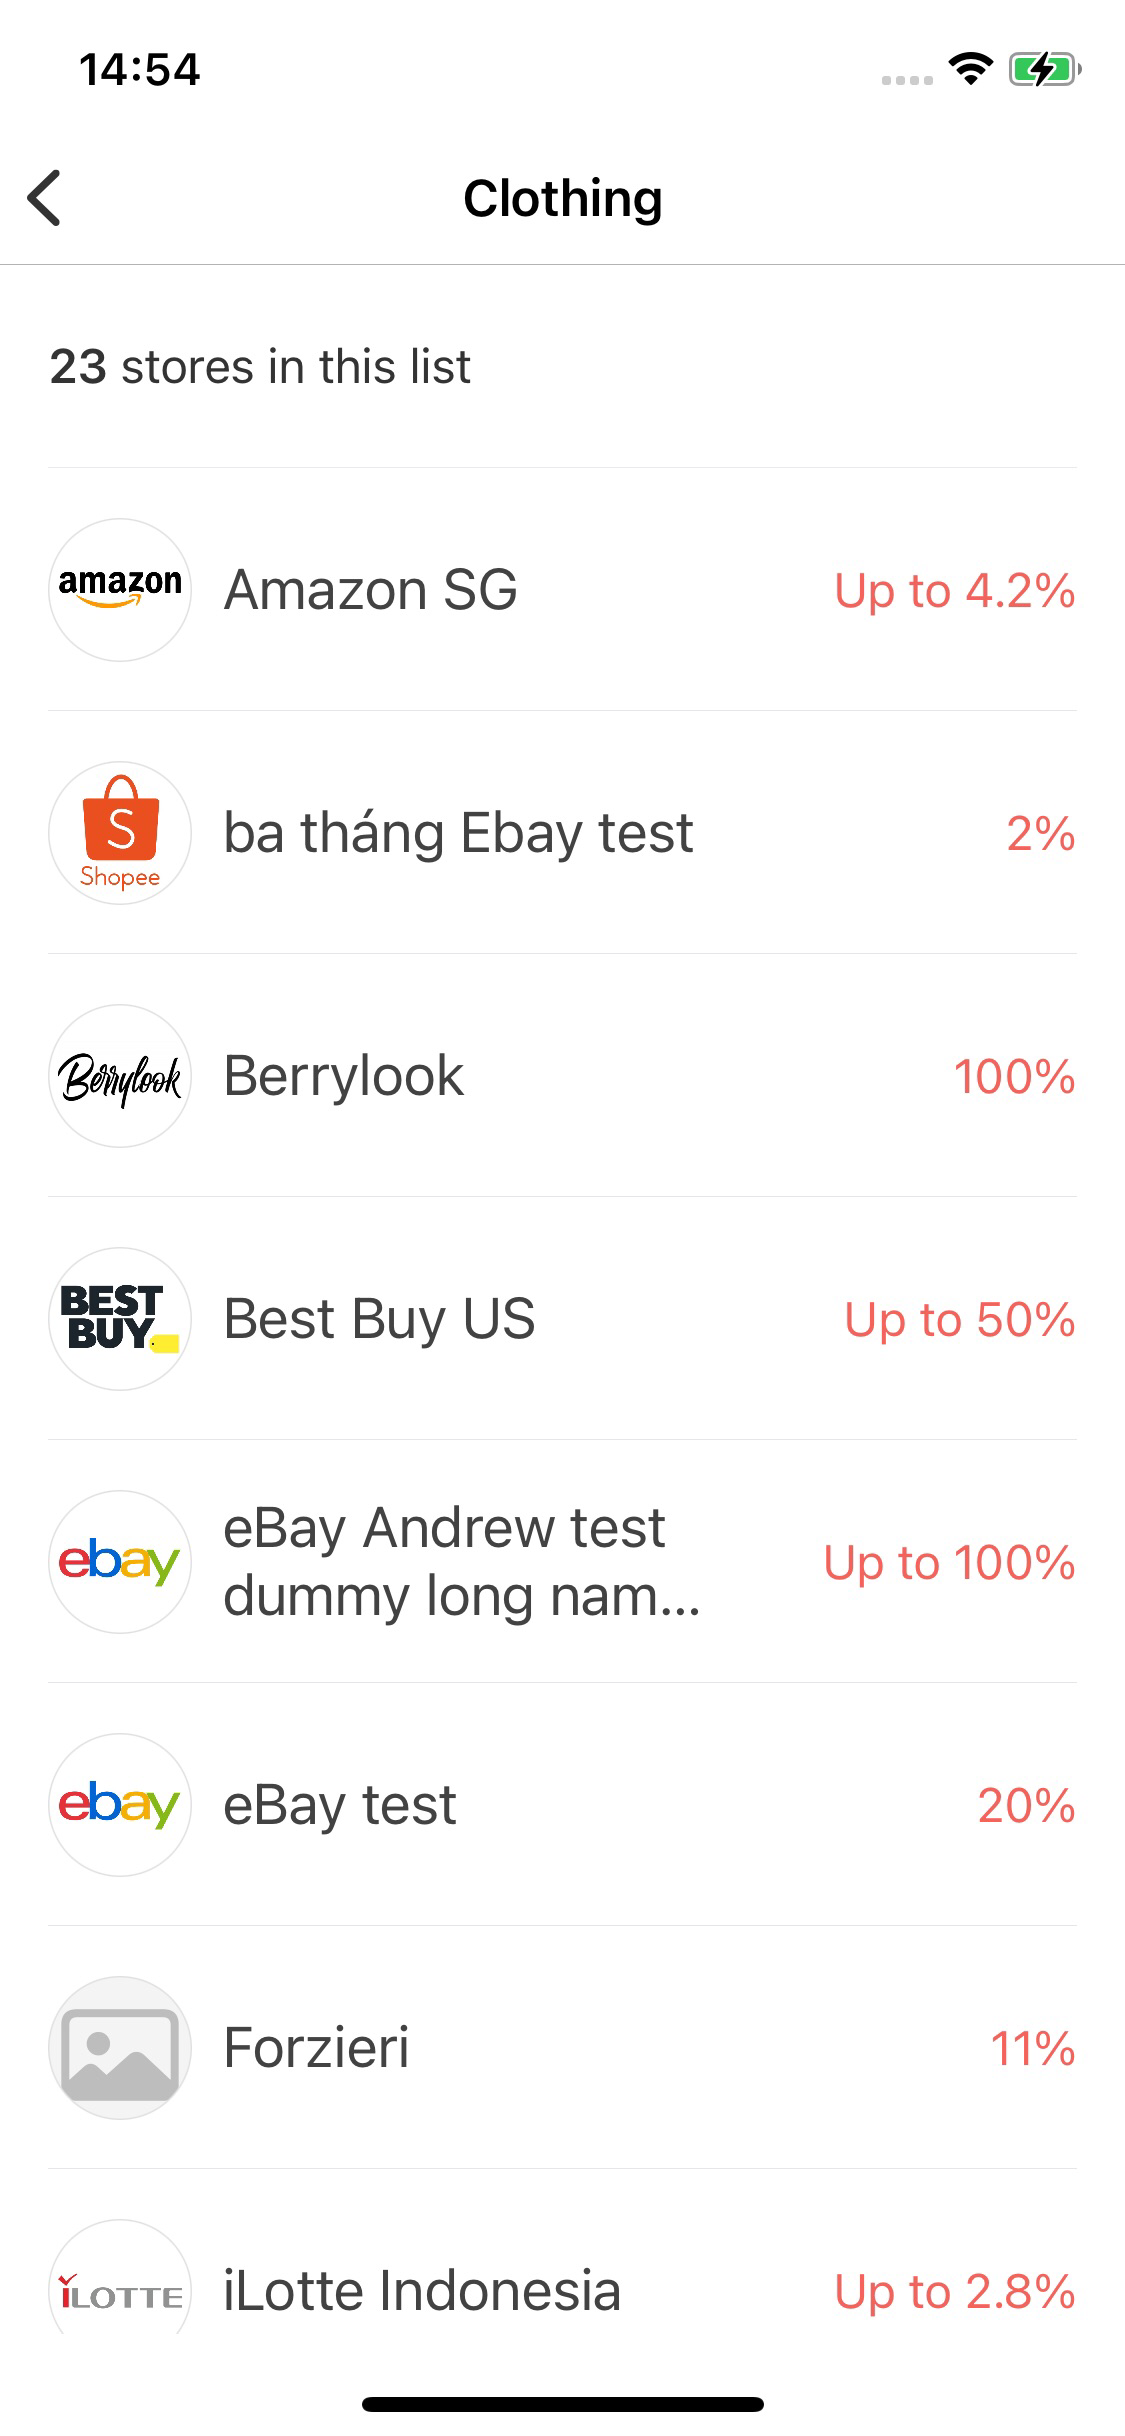 14:54
Clothing
23 stores in this list
amazon
Amazon SG
Up to 4.2%
S
Shopee
ba tháng Ebay test
2%
Berrylook
Berrylook
100%
BEST
BUY
Best Buy US
Up to 50%
ebay
eBay Andrew test
dummy long nam...
Up to 100%
ebay
eBay test
20%
Forzieri
11%
iLOTTE
iLotte Indonesia
Up to 2.8%